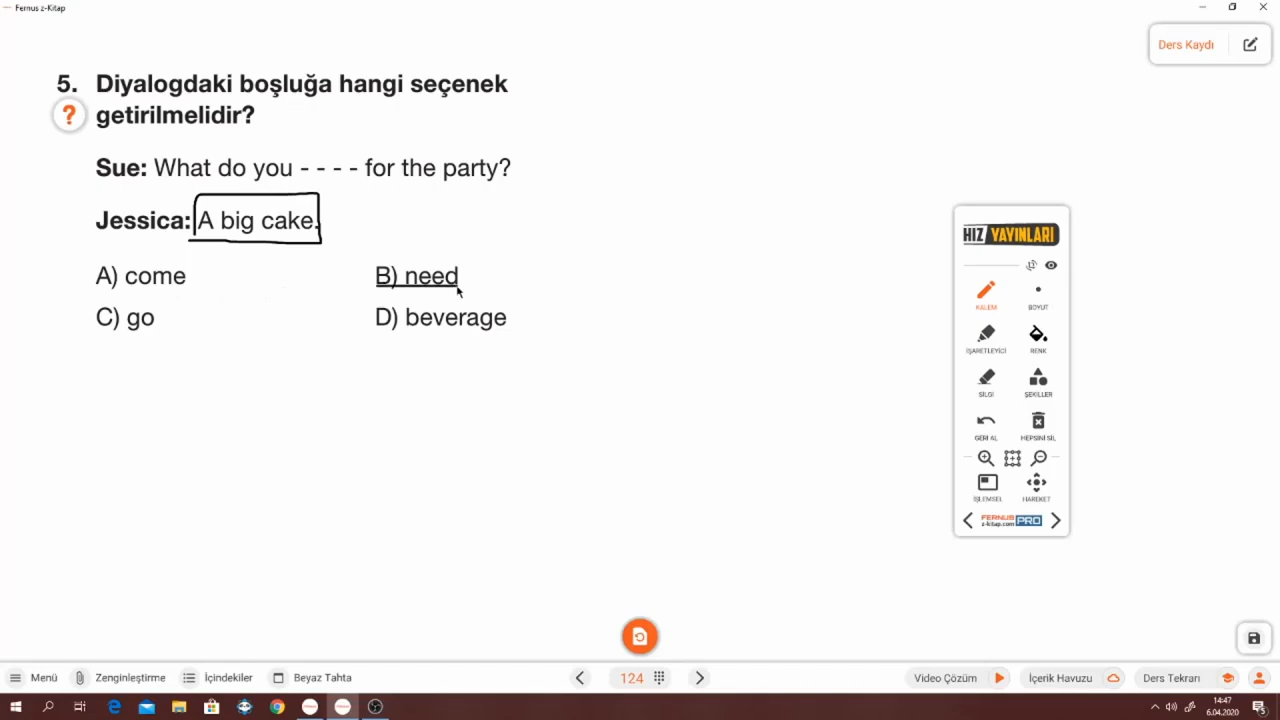 Fernus z-Kitap
Ders Kaydı
5. Diyalogdaki boşluğa hangi seçenek
? getirilmelidir?
Sue: What do you - - - - for the party?
Jessica: A big cake.
A) come B) need
C) go D) beverage
HIZ YAYINLARI
KALEM BOYUT
İŞARETLEYİCİ RENK
SİLGİ ŞEKİLLER
GERİ AL HEPSİNİ SİL
İŞLEMSEL HAREKET
FERNUS
z-kitap.com PRO
Menü Zenginleştirme İçindekiler Beyaz Tahta 124 Video Çözüm İçerik Havuzu Ders Tekrarı
14:47
6.04.2020
5